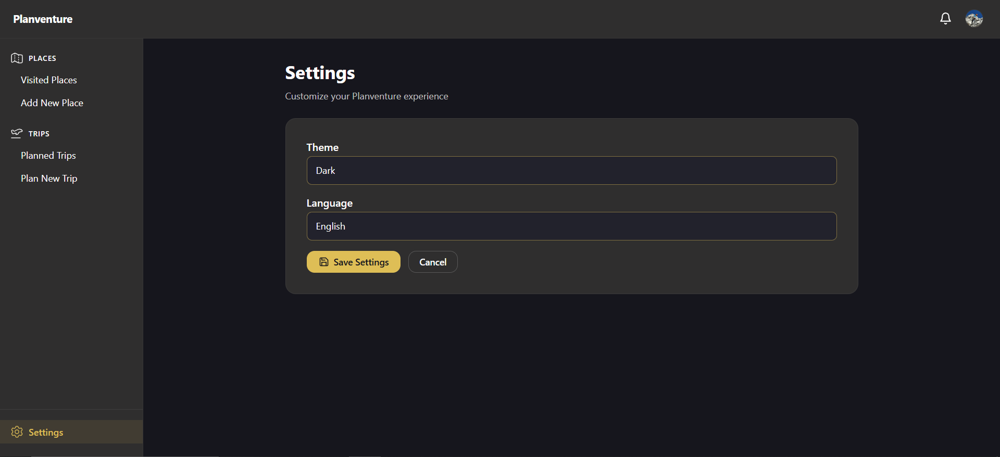 Planventure
PLACES
Visited Places
Add New Place
TRIPS
Planned Trips
Plan New Trip
Settings
Settings
Customize your Planventure experience
Theme
Dark
Language
English
Save Settings
Cancel